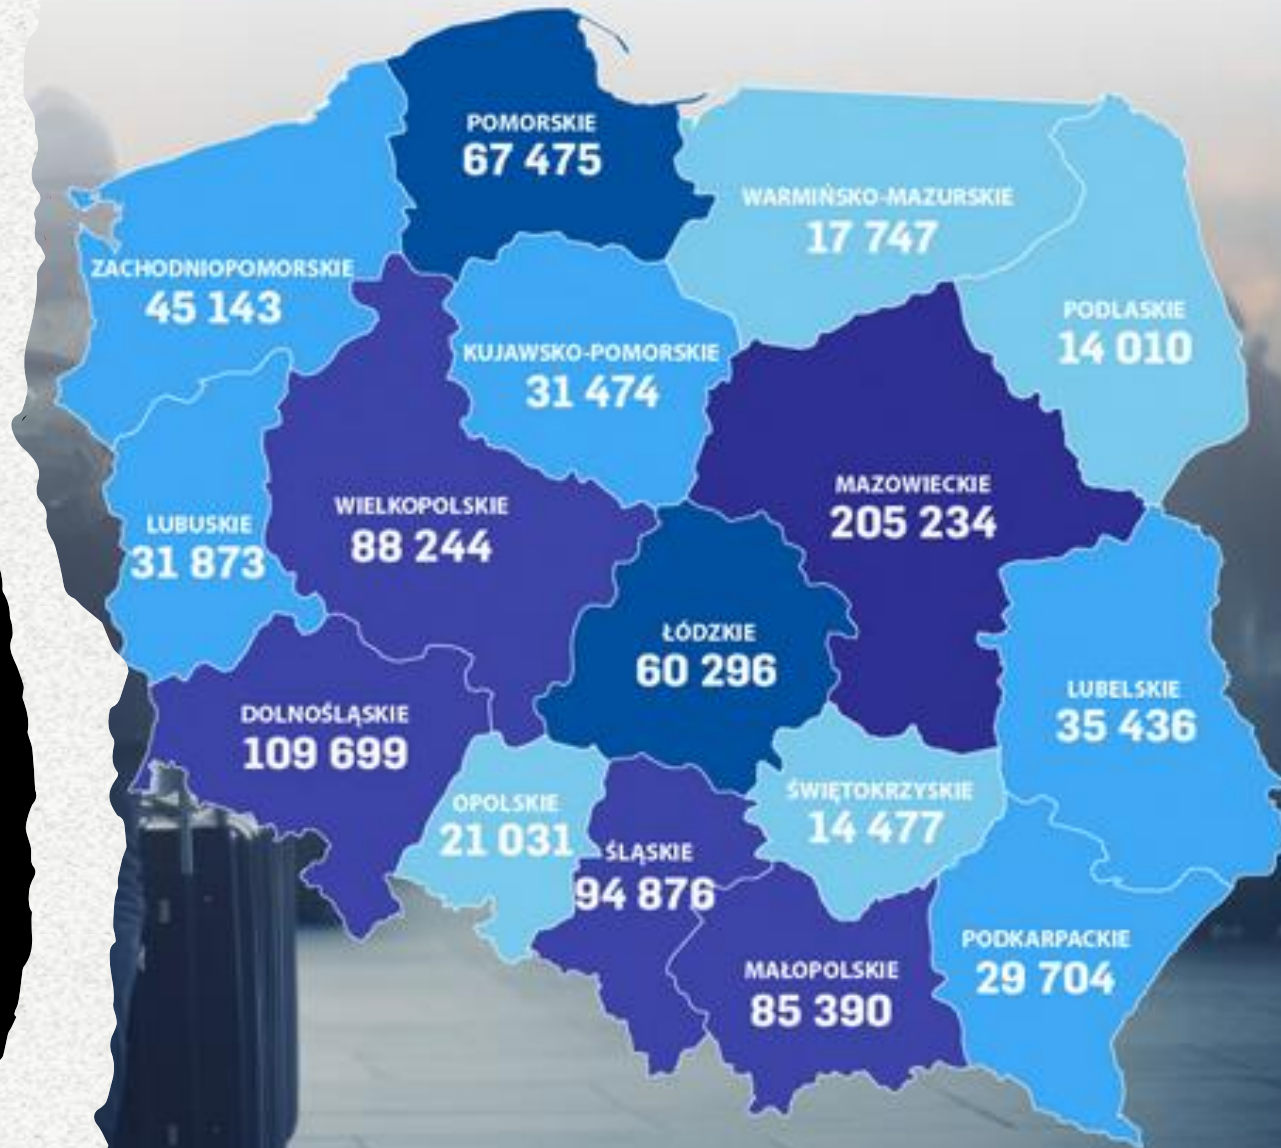 POMORSKIE
67 475
WARMIŃSKO-MAZURSKIE
17 747
ZACHODNIOPOMORSKIE
45 143
PODLASKIE
14 010
KUJAWSKO-POMORSKIE
31 474
MAZOWIECKIE
205 234
WIELKOPOLSKIE
88 244
LUBUSKIE
31 873
ŁÓDZKIE
60 296
LUBELSKIE
35 436
DOLNOŚLĄSKIE
109 699
OPOLSKIE
21 031
ŚWIĘTOKRZYSKIE
14 477
ŚLĄSKIE
94 876
PODKARPACKIE
29 704
MAŁOPOLSKIE
85 390